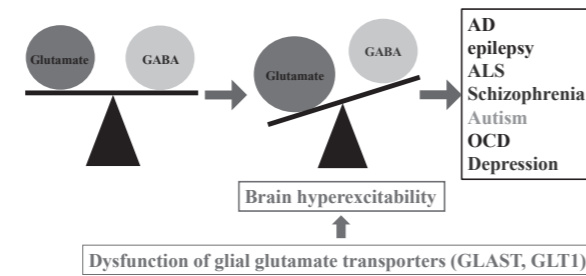 Glutamate
GABA
Glutamate
GABA
AD
epilepsy
ALS
Schizophrenia
Autism
OCD
Depression
Brain hyperexcitability
Dysfunction of glial glutamate transporters (GLAST, GLT1)